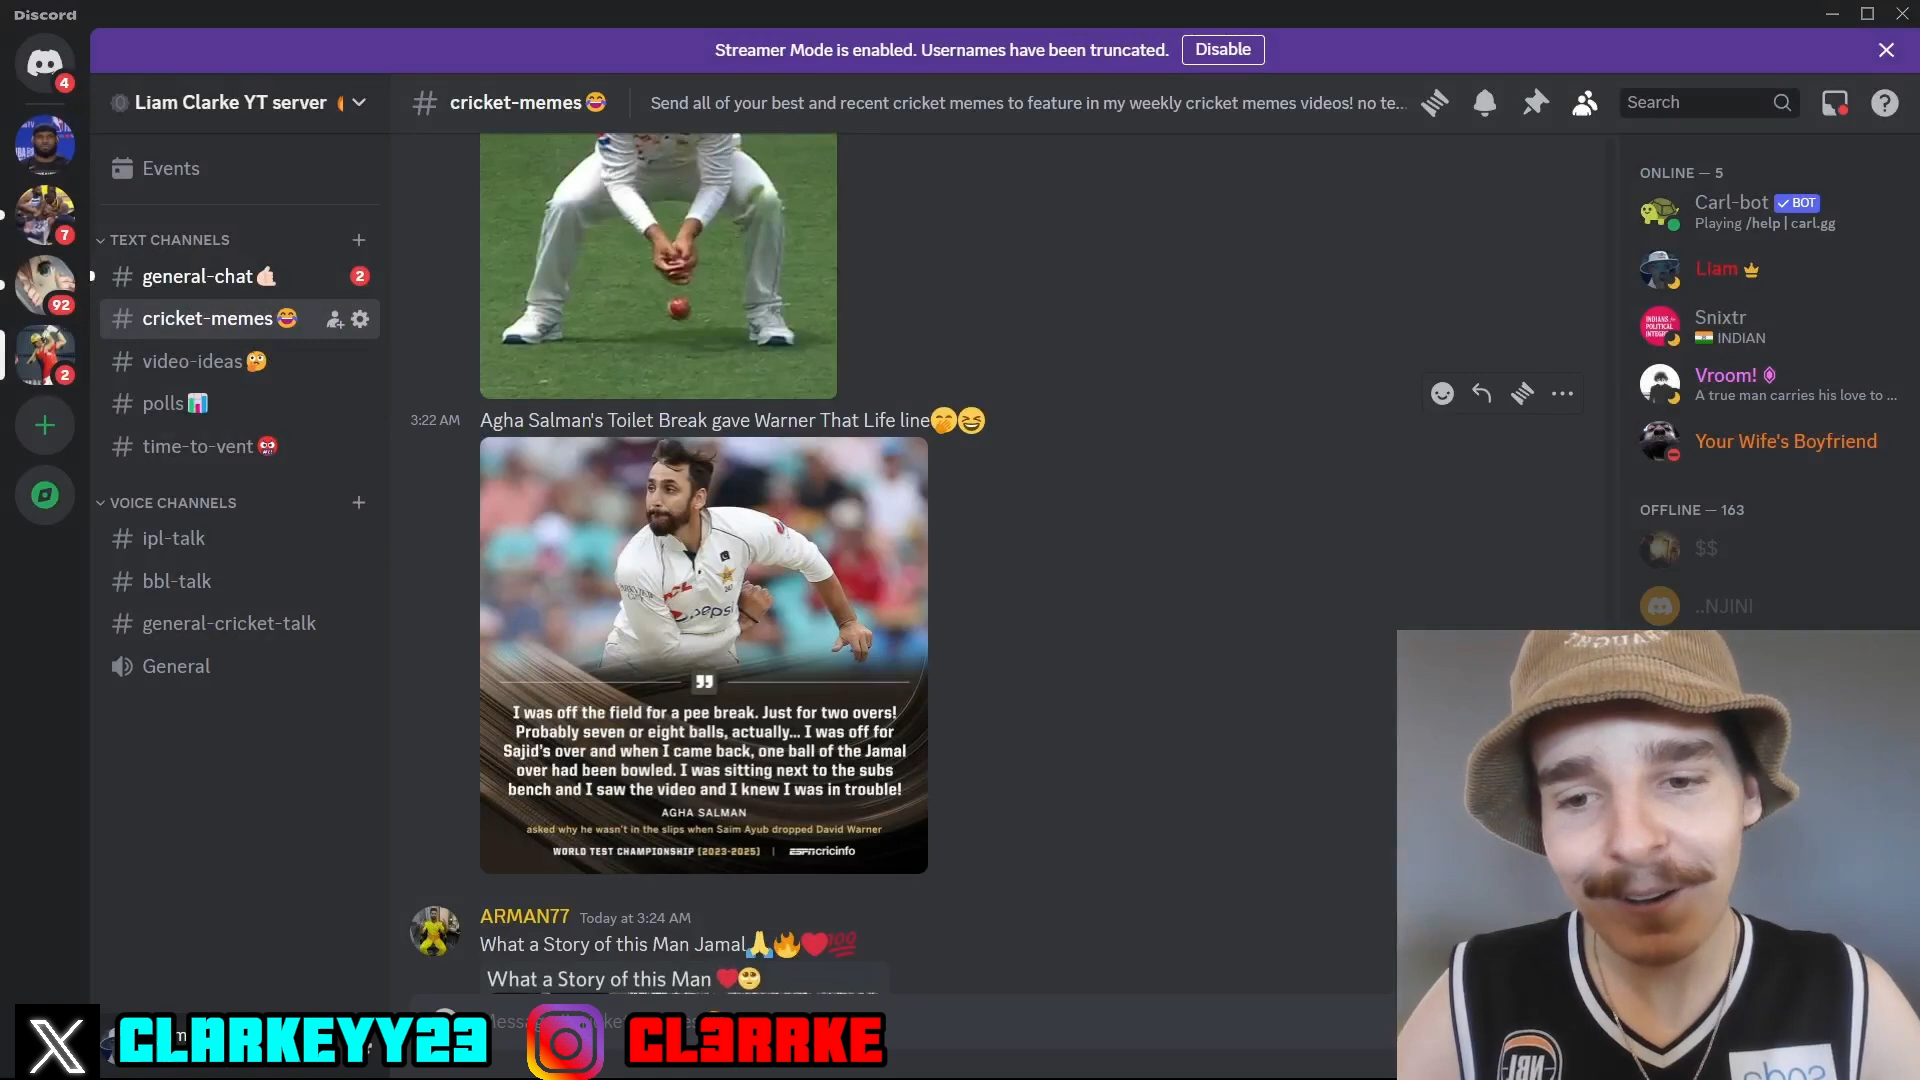 Discord
Streamer Mode is enabled. Usernames have been truncated.
Disable
4
Liam Clarke YT server
cricket-memes😂
Send all of your best and recent cricket memes to feature in my weekly cricket memes videos! no te...
Search
Events
7
TEXT CHANNELS
general-chat🤙🏻
2
92
cricket-memes😂
2
video-ideas🤔
polls📊
time-to-vent🤬
VOICE CHANNELS
ipl-talk
bbl-talk
general-cricket-talk
General
3:22 AM
Agha Salman's Toilet Break gave Warner That Life line🤭😆
PEPSI
I was off the field for a pee break. Just for two overs!
Probably seven or eight balls, actually... I was off for
Sajid's over and when I came back, one ball of the Jamal
over had been bowled. I was sitting next to the subs
bench and I saw the video and I knew I was in trouble!
AGHA SALMAN
asked why he wasn't in the slips when Saim Ayub dropped David Warner
WORLD TEST CHAMPIONSHIP (2023-2025) | ESPNcricinfo
ARMAN77 Today at 3:24 AM
What a Story of this Man Jamal🙏🔥❤️💯
What a Story of this Man ❤️🥺
ONLINE — 5
Carl-bot
BOT
Playing /help | carl.gg
Liam
Snixtr
INDIAN
Vroom!
A true man carries his love to ...
Your Wife's Boyfriend
OFFLINE — 163
$$
..NJINI
CLARKEYY23
CL3RRKE
NBL